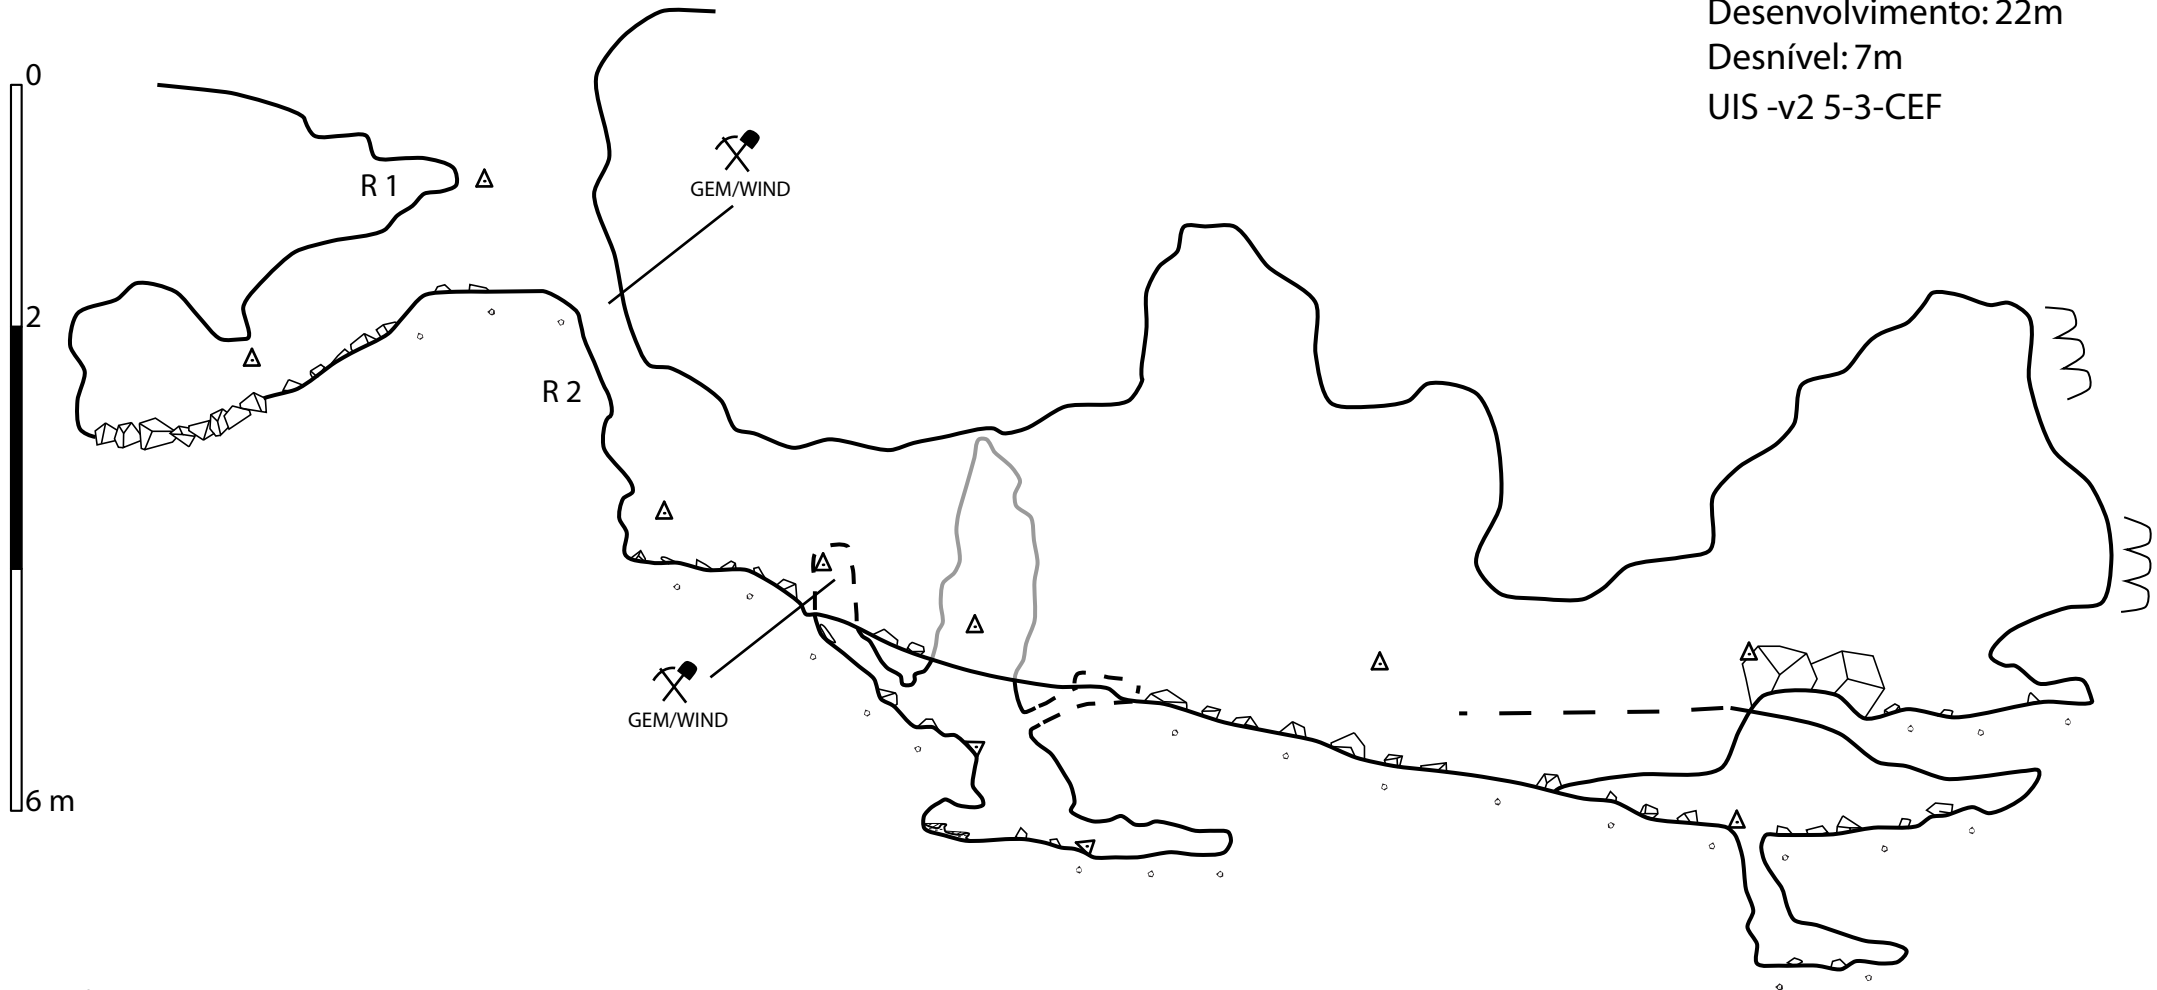 Desenvolvimento: 22m
Desnível: 7m
UIS -v2 5-3-CEF
0
R 1
GEM/WIND
2
R 2
GEM/WIND
6 m